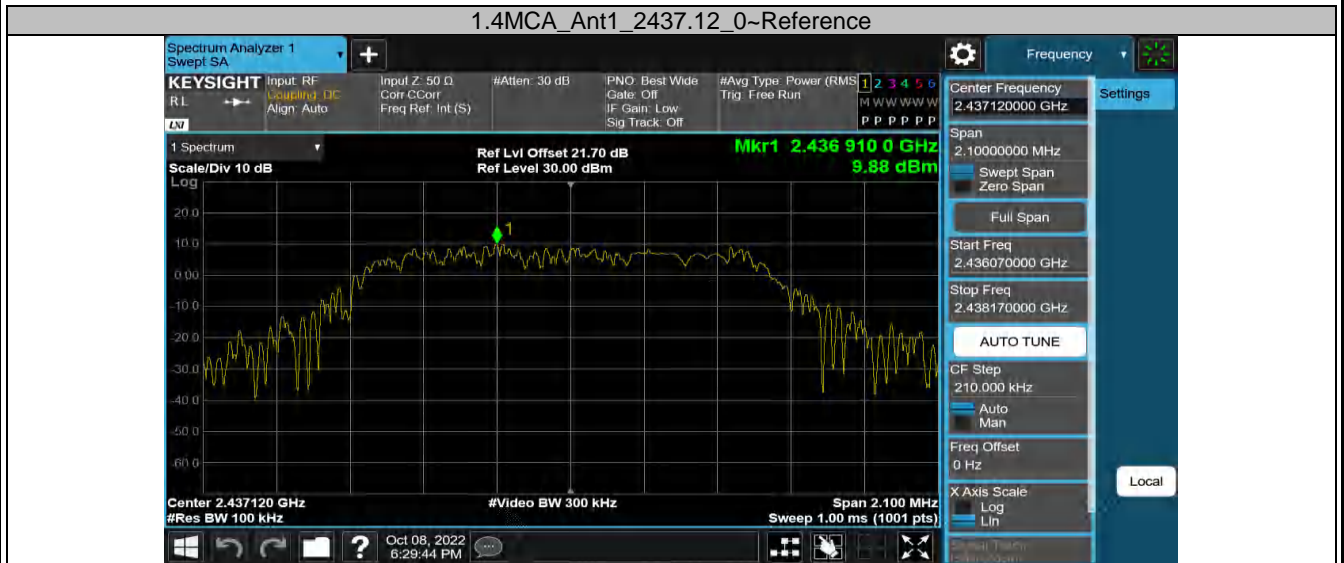 1.4MCA_Ant1_2437.12_0~Reference
Spectrum Analyzer 1
Swept SA
+
Frequency
KEYSIGHT
RL
LXI
Input: RF
Coupling: DC
Align: Auto
Input Z: 50 Ω
Corr CCorr
Freq Ref: Int (S)
#Atten: 30 dB
PNO: Best Wide
Gate: Off
IF Gain: Low
Sig Track: Off
#Avg Type: Power (RMS
Trig: Free Run
1 2 3 4 5 6
M W W W W W
P P P P P P
1 Spectrum
Scale/Div 10 dB
Log
Ref Lvl Offset 21.70 dB
Ref Level 30.00 dBm
Mkr1 2.436 910 0 GHz
9.88 dBm
20.0
10.0
0.00
-10.0
-20.0
-30.0
-40.0
-50.0
-60.0
1
Center 2.437120 GHz
#Res BW 100 kHz
#Video BW 300 kHz
Span 2.100 MHz
Sweep 1.00 ms (1001 pts)
Center Frequency
2.437120000 GHz
Settings
Span
2.10000000 MHz
Swept Span
Zero Span
Full Span
Start Freq
2.436070000 GHz
Stop Freq
2.438170000 GHz
AUTO TUNE
CF Step
210.000 kHz
Auto
Man
Freq Offset
0 Hz
X Axis Scale
Log
Lin
Local
?
Oct 08, 2022
6:29:44 PM